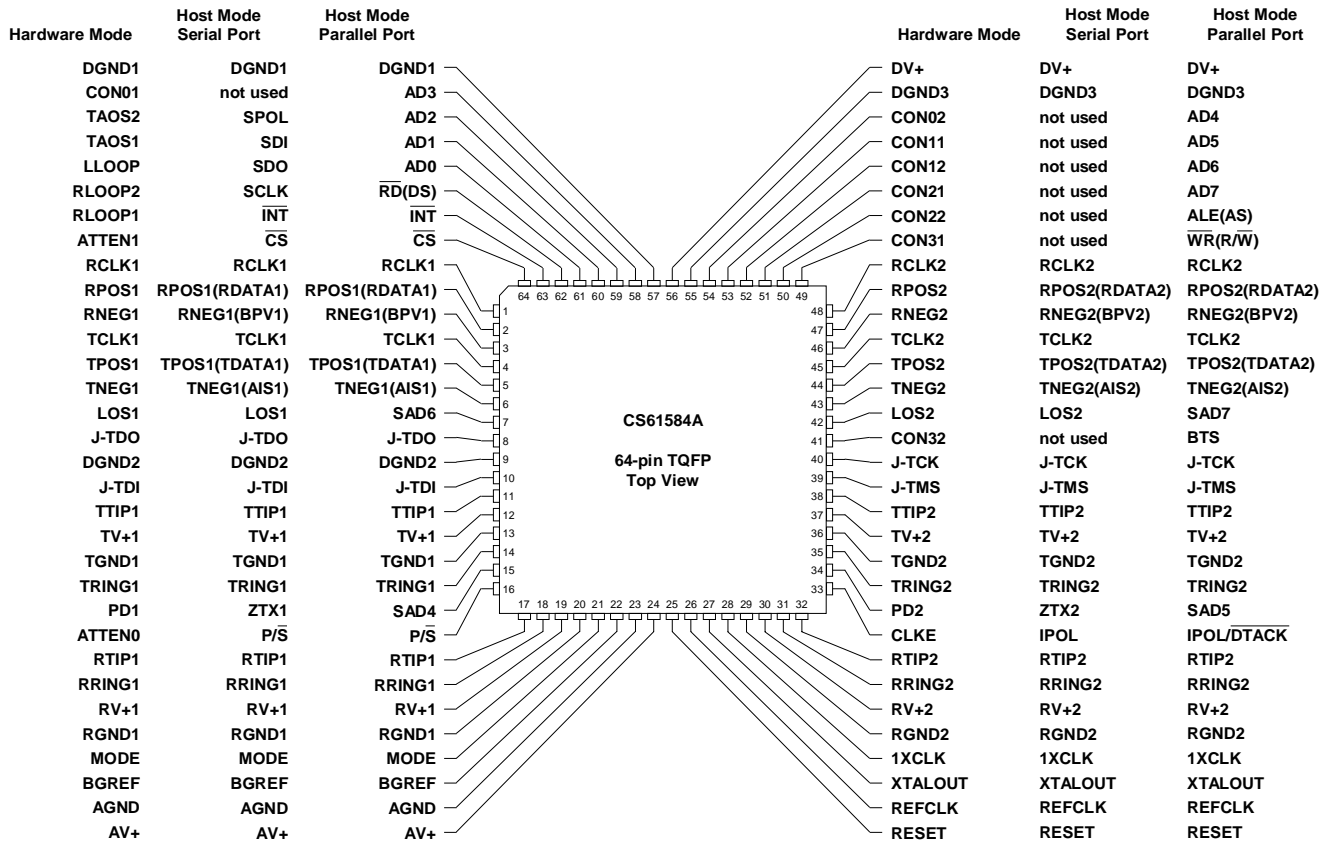 Hardware Mode Host Mode Serial Port Host Mode Parallel Port Hardware Mode Host Mode Serial Port Host Mode Parallel Port
DGND1 DGND1 DGND1 DV+ DV+ DV+
CON01 not used AD3 DGND3 DGND3 DGND3
TAOS2 SPOL AD2 CON02 not used AD4
TAOS1 SDI AD1 CON11 not used AD5
LLOOP SDO AD0 CON12 not used AD6
RLOOP2 SCLK R̅D̅(DS) CON21 not used AD7
RLOOP1 I̅N̅T̅ I̅N̅T̅ CON22 not used ALE(AS)
ATTEN1 C̅S̅ C̅S̅ CON31 not used W̅R̅(R/W̅)
RCLK1 RCLK1 RCLK1 RCLK2 RCLK2 RCLK2
RPOS1 RPOS1(RDATA1) RPOS1(RDATA1) RPOS2 RPOS2(RDATA2) RPOS2(RDATA2)
RNEG1 RNEG1(BPV1) RNEG1(BPV1) RNEG2 RNEG2(BPV2) RNEG2(BPV2)
TCLK1 TCLK1 TCLK1 TCLK2 TCLK2 TCLK2
TPOS1 TPOS1(TDATA1) TPOS1(TDATA1) TPOS2 TPOS2(TDATA2) TPOS2(TDATA2)
TNEG1 TNEG1(AIS1) TNEG1(AIS1) TNEG2 TNEG2(AIS2) TNEG2(AIS2)
LOS1 LOS1 SAD6 LOS2 LOS2 SAD7
J-TDO J-TDO J-TDO CON32 not used BTS
DGND2 DGND2 DGND2 J-TCK J-TCK J-TCK
J-TDI J-TDI J-TDI J-TMS J-TMS J-TMS
TTIP1 TTIP1 TTIP1 TTIP2 TTIP2 TTIP2
TV+1 TV+1 TV+1 TV+2 TV+2 TV+2
TGND1 TGND1 TGND1 TGND2 TGND2 TGND2
TRING1 TRING1 TRING1 TRING2 TRING2 TRING2
PD1 ZTX1 SAD4 PD2 ZTX2 SAD5
ATTEN0 P/S̅ P/S̅ CLKE IPOL IPOL/D̅T̅A̅C̅K̅
RTIP1 RTIP1 RTIP1 RTIP2 RTIP2 RTIP2
RRING1 RRING1 RRING1 RRING2 RRING2 RRING2
RV+1 RV+1 RV+1 RV+2 RV+2 RV+2
RGND1 RGND1 RGND1 RGND2 RGND2 RGND2
MODE MODE MODE 1XCLK 1XCLK 1XCLK
BGREF BGREF BGREF XTALOUT XTALOUT XTALOUT
AGND AGND AGND REFCLK REFCLK REFCLK
AV+ AV+ AV+ RESET RESET RESET
64 63 62 61 60 59 58 57 56 55 54 53 52 51 50 49
1 48
2 47
3 46
4 45
5 44
6 43
7 42
8 41
9 40
10 39
11 38
12 37
13 36
14 35
15 34
16 33
17 18 19 20 21 22 23 24 25 26 27 28 29 30 31 32
CS61584A
64-pin TQFP
Top View